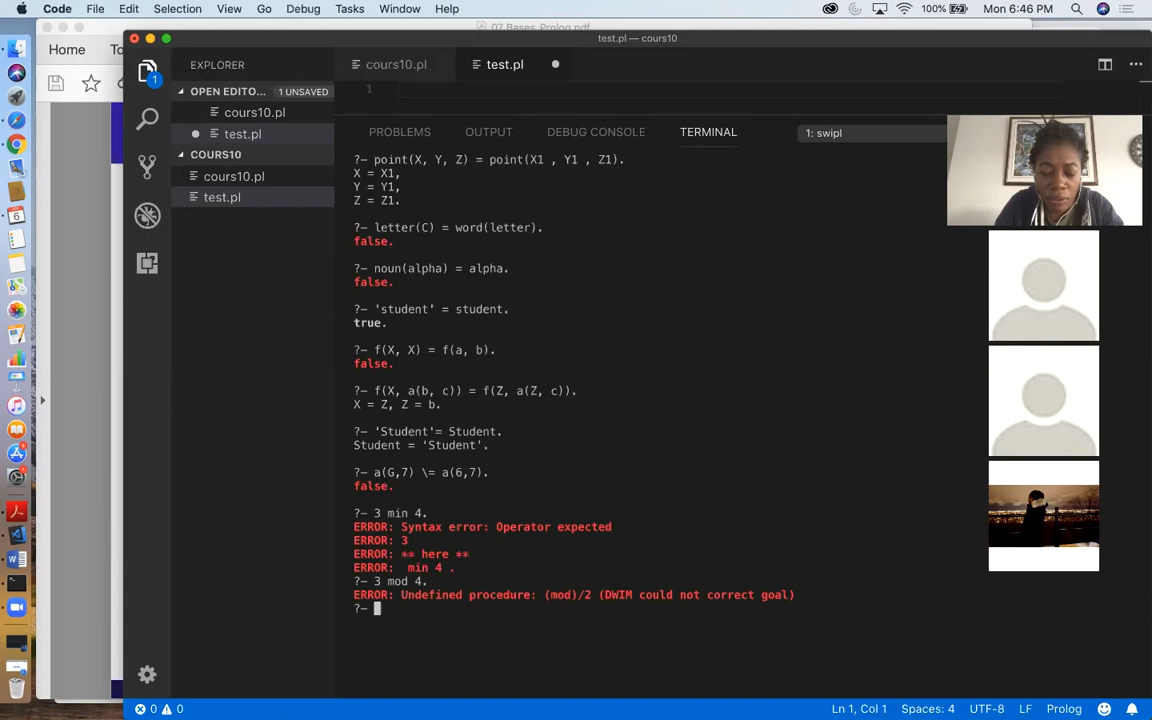 Code File Edit Selection View Go Debug Tasks Window Help
100% Mon 6:46 PM
07 Bases_Prolog.pdf
test.pl — cours10
Home
EXPLORER
cours10.pl
test.pl
1
OPEN EDITO... 1 UNSAVED
1
cours10.pl
test.pl
COURS10
cours10.pl
test.pl
PROBLEMS OUTPUT DEBUG CONSOLE TERMINAL 1: swipl
?- point(X, Y, Z) = point(X1 , Y1 , Z1).
X = X1,
Y = Y1,
Z = Z1.
?- letter(C) = word(letter).
false.
?- noun(alpha) = alpha.
false.
?- 'student' = student.
true.
?- f(X, X) = f(a, b).
false.
?- f(X, a(b, c)) = f(Z, a(Z, c)).
X = Z, Z = b.
?- 'Student'= Student.
Student = 'Student'.
?- a(G,7) \= a(6,7).
false.
?- 3 min 4.
ERROR: Syntax error: Operator expected
ERROR: 3
ERROR: ** here **
ERROR:  min 4 .
?- 3 mod 4.
ERROR: Undefined procedure: (mod)/2 (DWIM could not correct goal)
?-
0 0
Ln 1, Col 1 Spaces: 4 UTF-8 LF Prolog